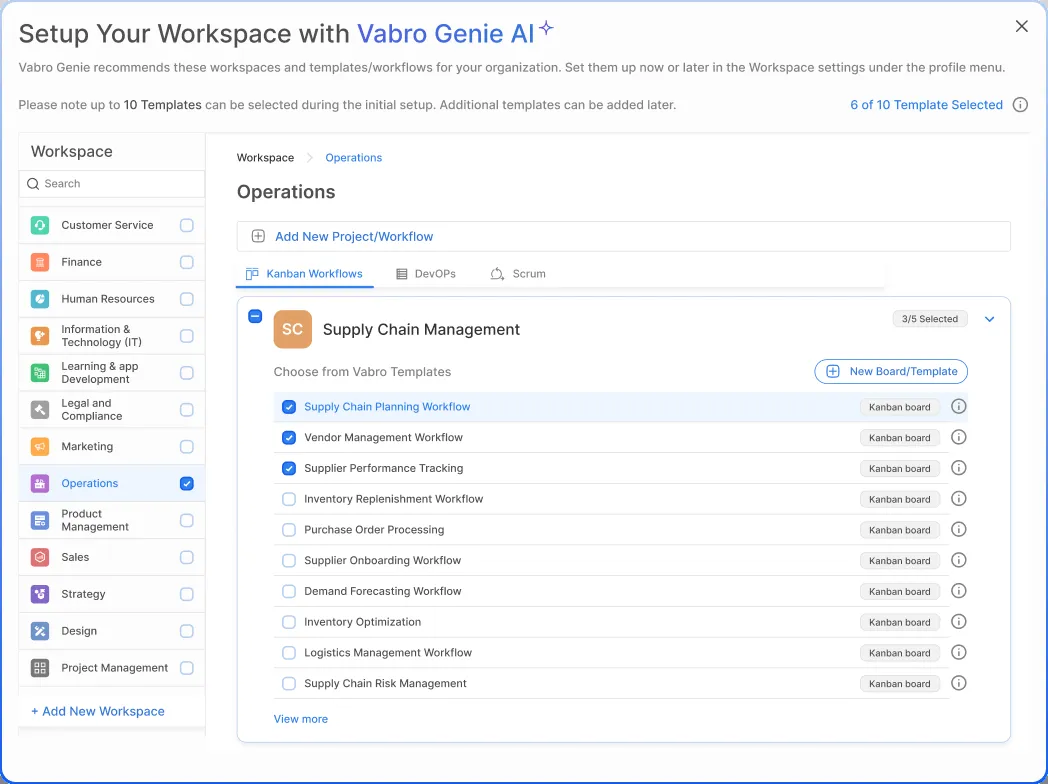 Setup Your Workspace with Vabro Genie AI
Vabro Genie recommends these workspaces and templates/workflows for your organization. Set them up now or later in the Workspace settings under the profile menu.
Please note up to 10 Templates can be selected during the initial setup. Additional templates can be added later.
6 of 10 Template Selected
Workspace
Search
Customer Service
Finance
Human Resources
Information &
Technology (IT)
Learning & app
Development
Legal and
Compliance
Marketing
Operations
Product
Management
Sales
Strategy
Design
Project Management
+ Add New Workspace
Workspace
Operations
Operations
Add New Project/Workflow
Kanban Workflows
DevOPs
Scrum
SC
Supply Chain Management
3/5 Selected
Choose from Vabro Templates
New Board/Template
Supply Chain Planning Workflow
Kanban board
Vendor Management Workflow
Kanban board
Supplier Performance Tracking
Kanban board
Inventory Replenishment Workflow
Kanban board
Purchase Order Processing
Kanban board
Supplier Onboarding Workflow
Kanban board
Demand Forecasting Workflow
Kanban board
Inventory Optimization
Kanban board
Logistics Management Workflow
Kanban board
Supply Chain Risk Management
Kanban board
View more